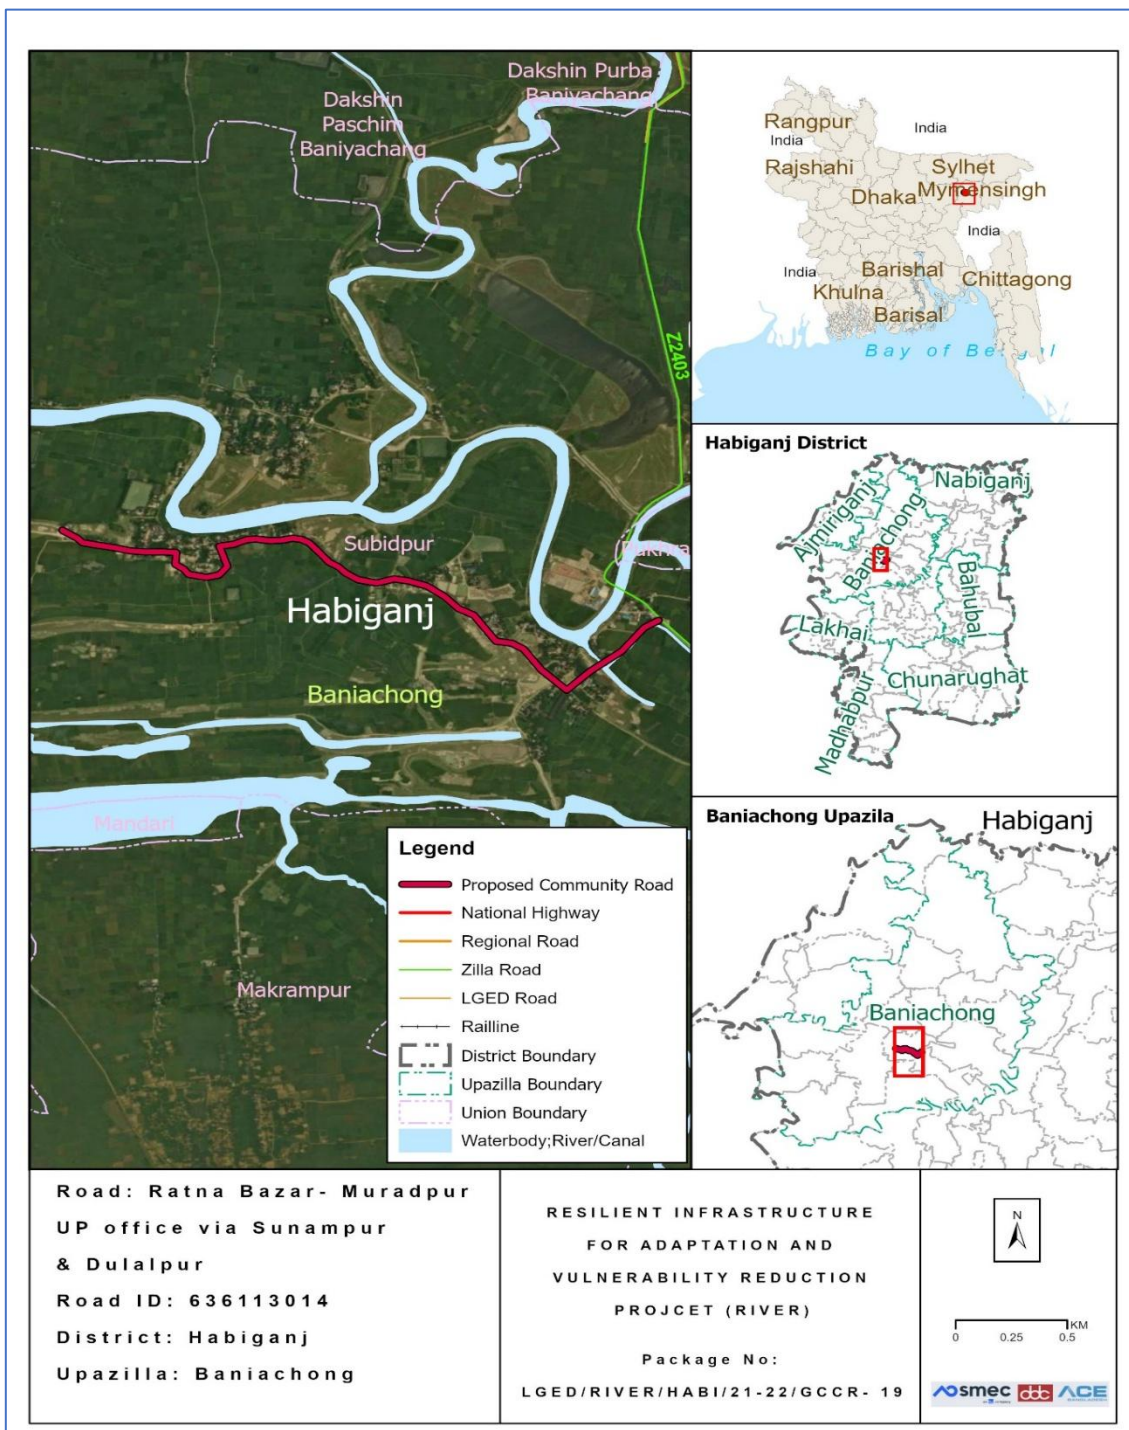 Dakshin Purba
Baniyachang
Dakshin
Paschim
Baniyachang
Z2403
Subidpur
Habiganj
Baniachong
Mandari
Makrampur
Legend
Proposed Community Road
National Highway
Regional Road
Zilla Road
LGED Road
Railline
District Boundary
Upazilla Boundary
Union Boundary
Waterbody;River/Canal
Rangpur
India
India
Rajshahi
Sylhet
Mymensingh
Dhaka
India
India
Barishal
Khulna
Chittagong
Barisal
Bay of Bengal
Habiganj District
Nabiganj
Ajmiriganj
Baniachong
Bahubal
Lakhai
Chunarughat
Madhabpur
Baniachong Upazila
Habiganj
Baniachong
Road: Ratna Bazar- Muradpur
UP office via Sunampur
& Dulalpur
Road ID: 636113014
District: Habiganj
Upazilla: Baniachong
RESILIENT INFRASTRUCTURE
FOR ADAPTATION AND
VULNERABILITY REDUCTION
PROJCET (RIVER)
Package No:
LGED/RIVER/HABI/21-22/GCCR- 19
N
KM
0 0.25 0.5
smec
ddc
ACE